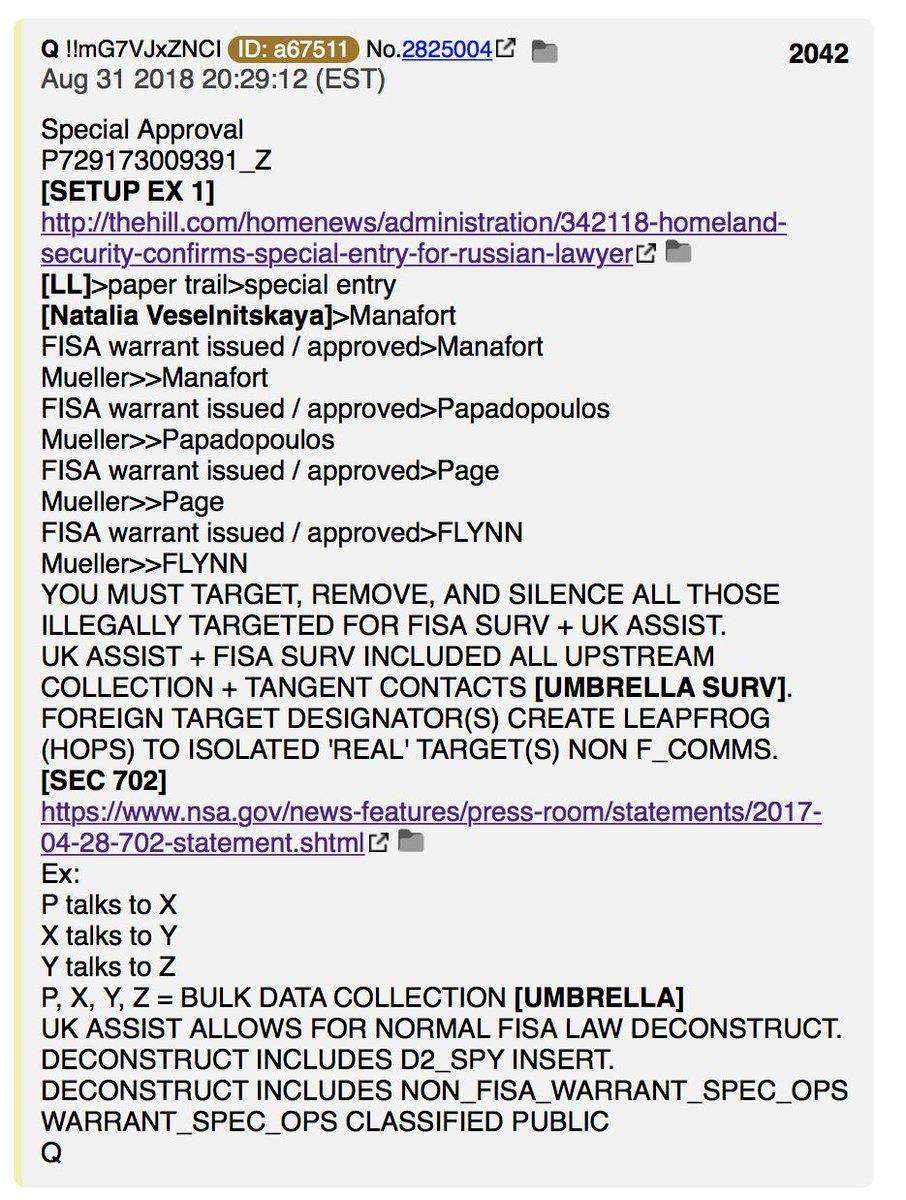 Q !!mG7VJxZNCI ID: a67511 No.2825004 2042
Aug 31 2018 20:29:12 (EST)
Special Approval
P729173009391_Z
[SETUP EX 1]
http://thehill.com/homenews/administration/342118-homeland-
security-confirms-special-entry-for-russian-lawyer
[LL]>paper trail>special entry
[Natalia Veselnitskaya]>Manafort
FISA warrant issued / approved>Manafort
Mueller>>Manafort
FISA warrant issued / approved>Papadopoulos
Mueller>>Papadopoulos
FISA warrant issued / approved>Page
Mueller>>Page
FISA warrant issued / approved>FLYNN
Mueller>>FLYNN
YOU MUST TARGET, REMOVE, AND SILENCE ALL THOSE
ILLEGALLY TARGETED FOR FISA SURV + UK ASSIST.
UK ASSIST + FISA SURV INCLUDED ALL UPSTREAM
COLLECTION + TANGENT CONTACTS [UMBRELLA SURV].
FOREIGN TARGET DESIGNATOR(S) CREATE LEAPFROG
(HOPS) TO ISOLATED 'REAL' TARGET(S) NON F_COMMS.
[SEC 702]
https://www.nsa.gov/news-features/press-room/statements/2017-
04-28-702-statement.shtml
Ex:
P talks to X
X talks to Y
Y talks to Z
P, X, Y, Z = BULK DATA COLLECTION [UMBRELLA]
UK ASSIST ALLOWS FOR NORMAL FISA LAW DECONSTRUCT.
DECONSTRUCT INCLUDES D2_SPY INSERT.
DECONSTRUCT INCLUDES NON_FISA_WARRANT_SPEC_OPS
WARRANT_SPEC_OPS CLASSIFIED PUBLIC
Q